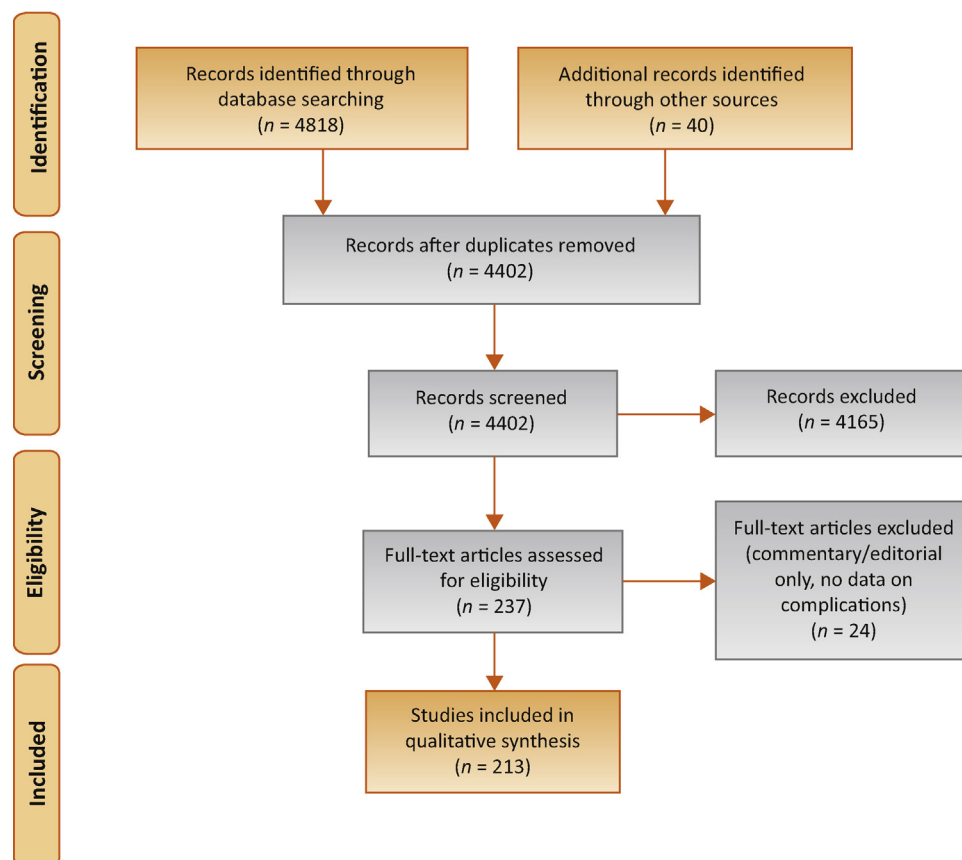 Identification
Records identified through
database searching
(n = 4818)
Additional records identified
through other sources
(n = 40)
Records after duplicates removed
(n = 4402)
Screening
Records screened
(n = 4402)
Records excluded
(n = 4165)
Eligibility
Full-text articles assessed
for eligibility
(n = 237)
Full-text articles excluded
(commentary/editorial
only, no data on
complications)
(n = 24)
Included
Studies included in
qualitative synthesis
(n = 213)